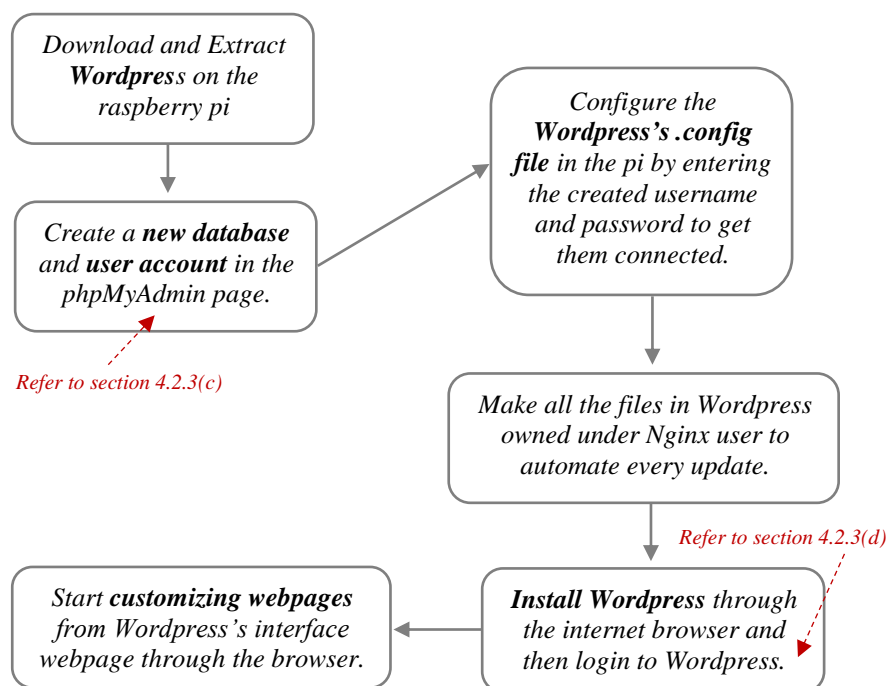 Download and Extract
Wordpress on the
raspberry pi
Create a new database
and user account in the
phpMyAdmin page.
Refer to section 4.2.3(c)
Configure the
Wordpress’s .config
file in the pi by entering
the created username
and password to get
them connected.
Make all the files in Wordpress
owned under Nginx user to
automate every update.
Refer to section 4.2.3(d)
Install Wordpress through
the internet browser and
then login to Wordpress.
Start customizing webpages
from Wordpress’s interface
webpage through the browser.